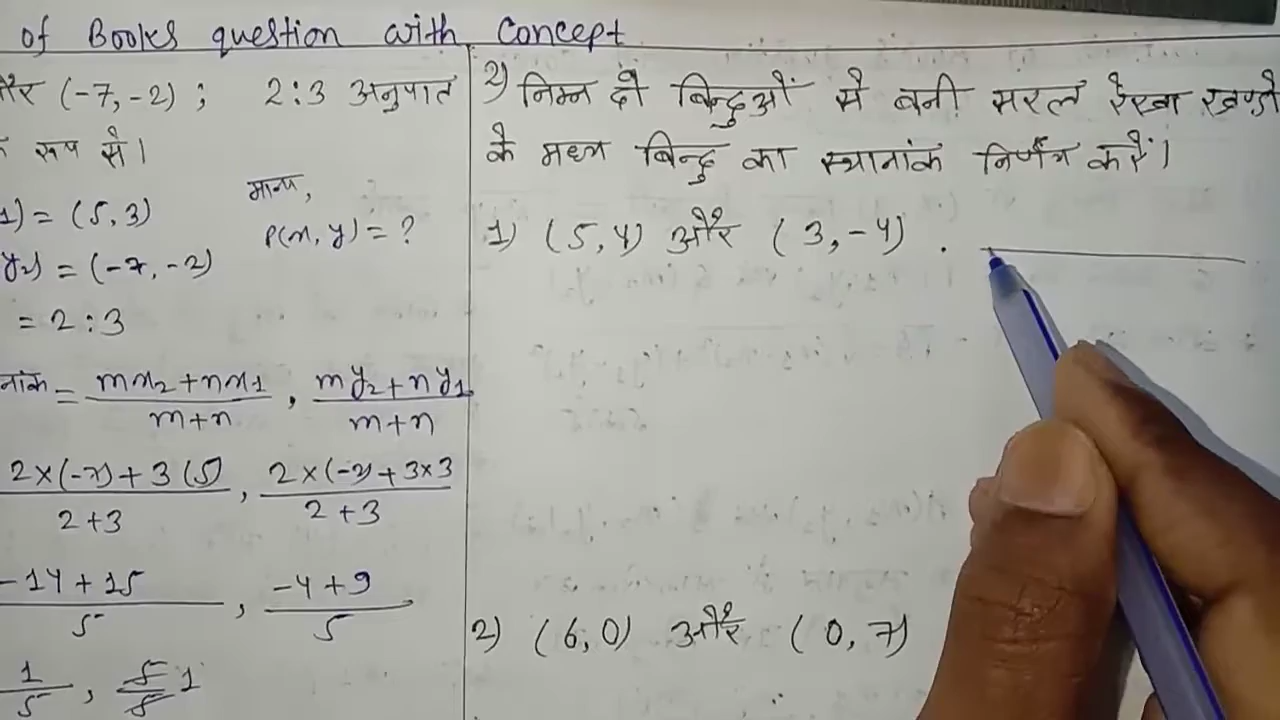 of Books question with concept
और (-7, -2) ; 2:3 अनुपात
रूप से।
1) = (5, 3)
माना,
P(x, y) = ?
y2) = (-7, -2)
= 2:3
= mx2+nx1/m+n , my2+ny1/m+n
2×(-7)+3(5)/2+3 , 2×(-2)+3×3/2+3
-14+15/5 , -4+9/5
1/5 , 5/5 1
2) निम्न दो बिन्दुओं से बनी सरल रेखा खण्डो
के मध्य बिन्दु का स्थानांक निर्णय करें।
1) (5, 4) और (3, -4) .
2) (6, 0) और (0, 7)